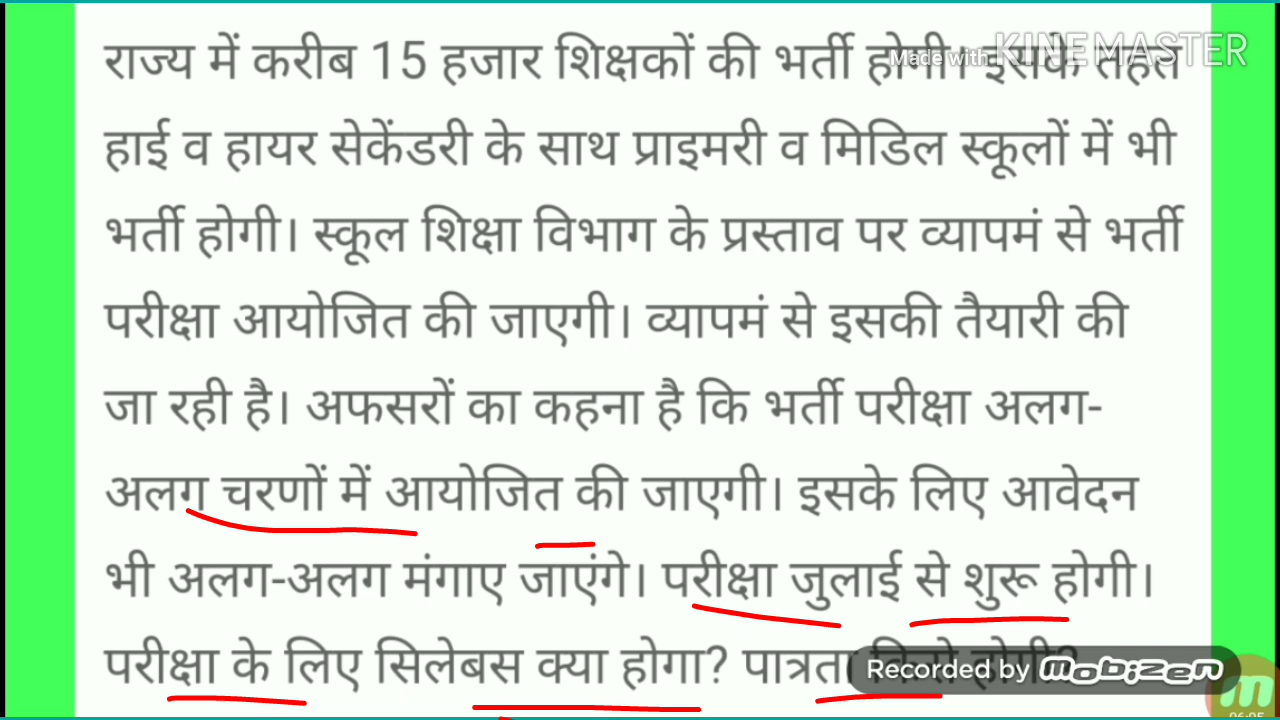 राज्य में करीब 15 हजार शिक्षकों की भर्ती होगी। इसके तहत
Made with KINEMASTER
हाई व हायर सेकेंडरी के साथ प्राइमरी व मिडिल स्कूलों में भी
भर्ती होगी। स्कूल शिक्षा विभाग के प्रस्ताव पर व्यापमं से भर्ती
परीक्षा आयोजित की जाएगी। व्यापमं से इसकी तैयारी की
जा रही है। अफसरों का कहना है कि भर्ती परीक्षा अलग-
अलग चरणों में आयोजित की जाएगी। इसके लिए आवेदन
भी अलग-अलग मंगाए जाएंगे। परीक्षा जुलाई से शुरू होगी।
परीक्षा के लिए सिलेबस क्या होगा? पात्रता होगी?
Recorded by mobizen